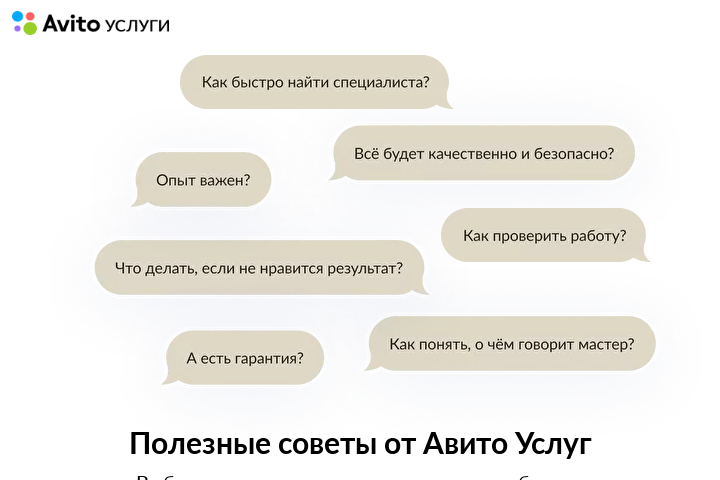 Avito услуги
Как быстро найти специалиста?
Всё будет качественно и безопасно?
Опыт важен?
Как проверить работу?
Что делать, если не нравится результат?
Как понять, о чём говорит мастер?
А есть гарантия?
Полезные советы от Авито Услуг